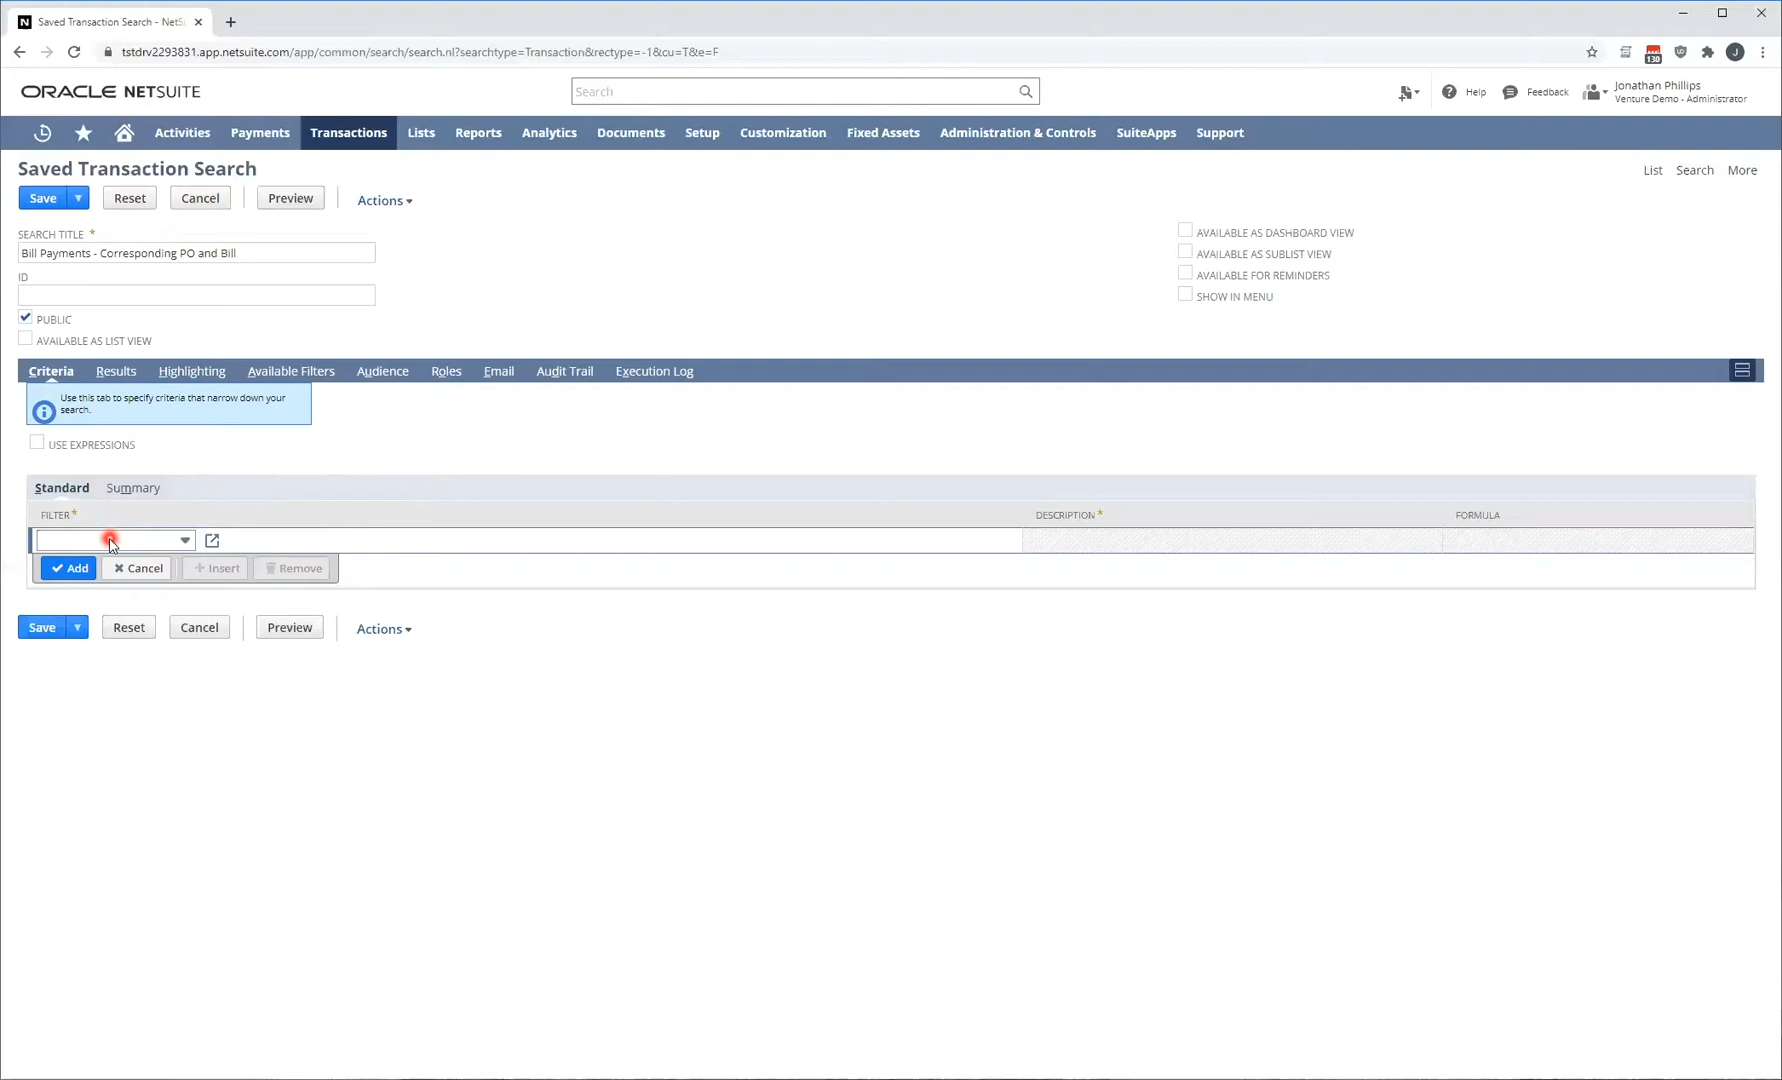 N Saved Transaction Search - NetSu
tstdrv2293831.app.netsuite.com/app/common/search/search.nl?searchtype=Transaction&rectype=-1&cu=T&e=F
130 J
ORACLE NETSUITE Search Help Feedback Jonathan Phillips
Venture Demo - Administrator
Activities Payments Transactions Lists Reports Analytics Documents Setup Customization Fixed Assets Administration & Controls SuiteApps Support
Saved Transaction Search List Search More
Save Reset Cancel Preview Actions
SEARCH TITLE * AVAILABLE AS DASHBOARD VIEW
Bill Payments - Corresponding PO and Bill AVAILABLE AS SUBLIST VIEW
ID AVAILABLE FOR REMINDERS
SHOW IN MENU
PUBLIC
AVAILABLE AS LIST VIEW
Criteria Results Highlighting Available Filters Audience Roles Email Audit Trail Execution Log
Use this tab to specify criteria that narrow down your
search.
USE EXPRESSIONS
Standard Summary
FILTER * DESCRIPTION * FORMULA
Add Cancel Insert Remove
Save Reset Cancel Preview Actions